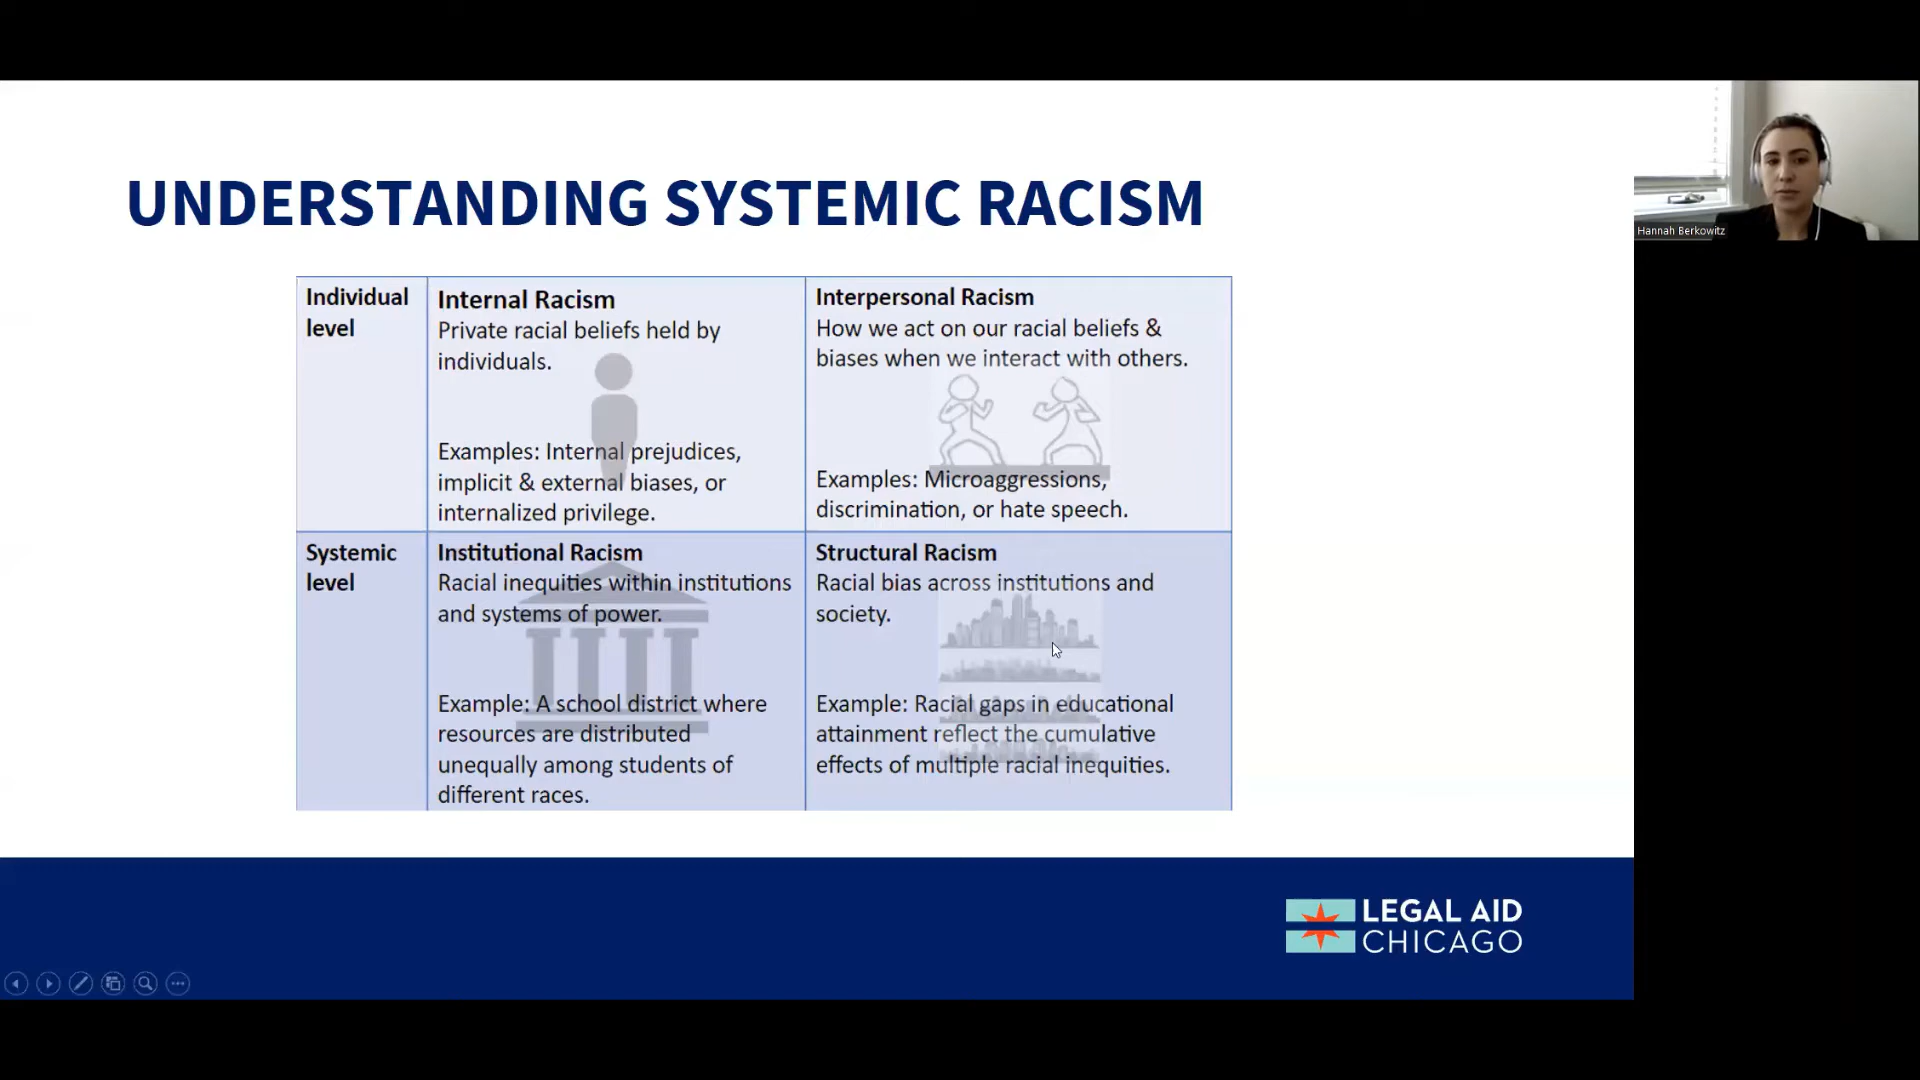 UNDERSTANDING SYSTEMIC RACISM
Hannah Berkowitz
Individual
level
Internal Racism
Private racial beliefs held by
individuals.
Examples: Internal prejudices,
implicit & external biases, or
internalized privilege.
Interpersonal Racism
How we act on our racial beliefs &
biases when we interact with others.
Examples: Microaggressions,
discrimination, or hate speech.
Systemic
level
Institutional Racism
Racial inequities within institutions
and systems of power.
Example: A school district where
resources are distributed
unequally among students of
different races.
Structural Racism
Racial bias across institutions and
society.
Example: Racial gaps in educational
attainment reflect the cumulative
effects of multiple racial inequities.
LEGAL AID
CHICAGO